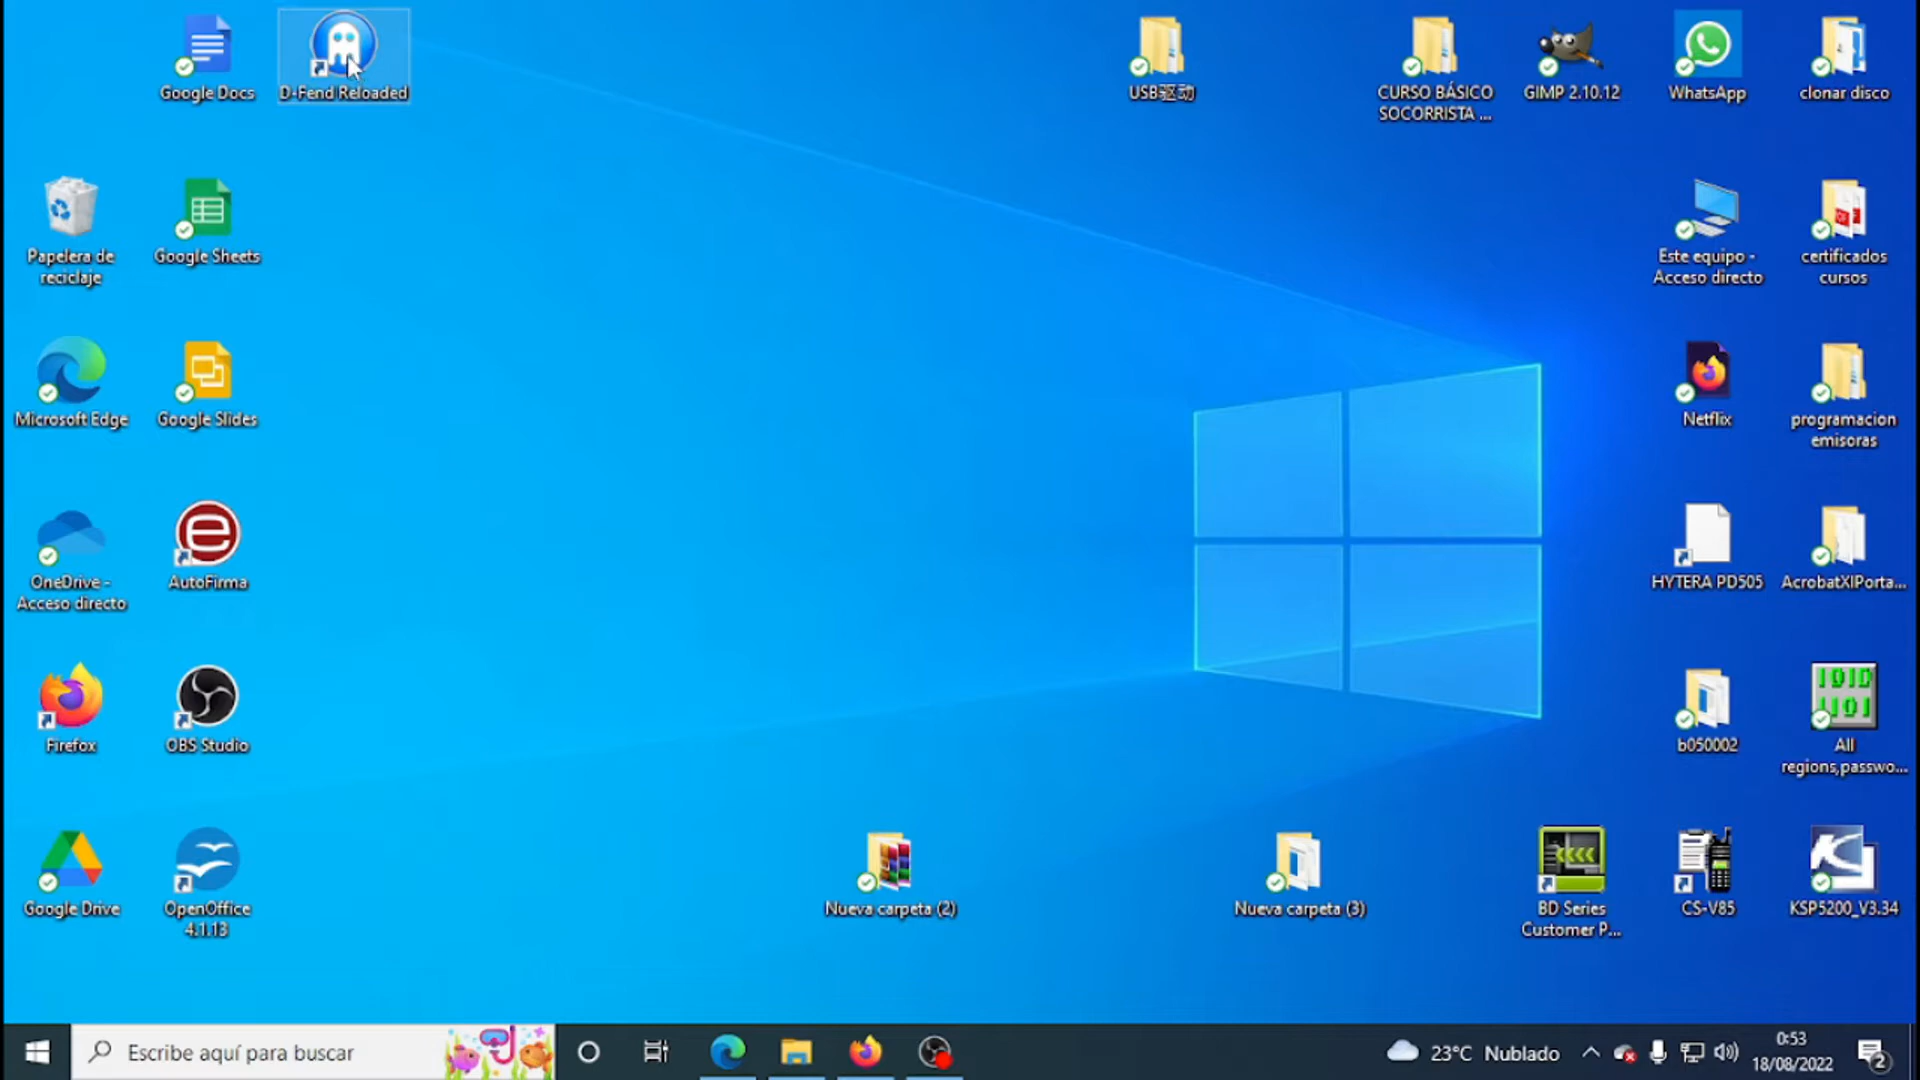 Google Docs
D-Fend Reloaded
USB驱动
CURSO BÁSICO
SOCORRISTA ...
GIMP 2.10.12
WhatsApp
clonar disco
Papelera de
reciclaje
Google Sheets
Este equipo -
Acceso directo
certificados
cursos
Microsoft Edge
Google Slides
Netflix
programacion
emisoras
OneDrive -
Acceso directo
AutoFirma
HYTERA PD505
AcrobatXIPorta...
Firefox
OBS Studio
b050002
1010
1101
All
regions,passwo...
Google Drive
OpenOffice
4.1.13
Nueva carpeta (2)
Nueva carpeta (3)
BD Series
Customer P...
CS-V85
KSP5200_V3.34
Escribe aquí para buscar
23°C Nublado
0:53
18/08/2022
2